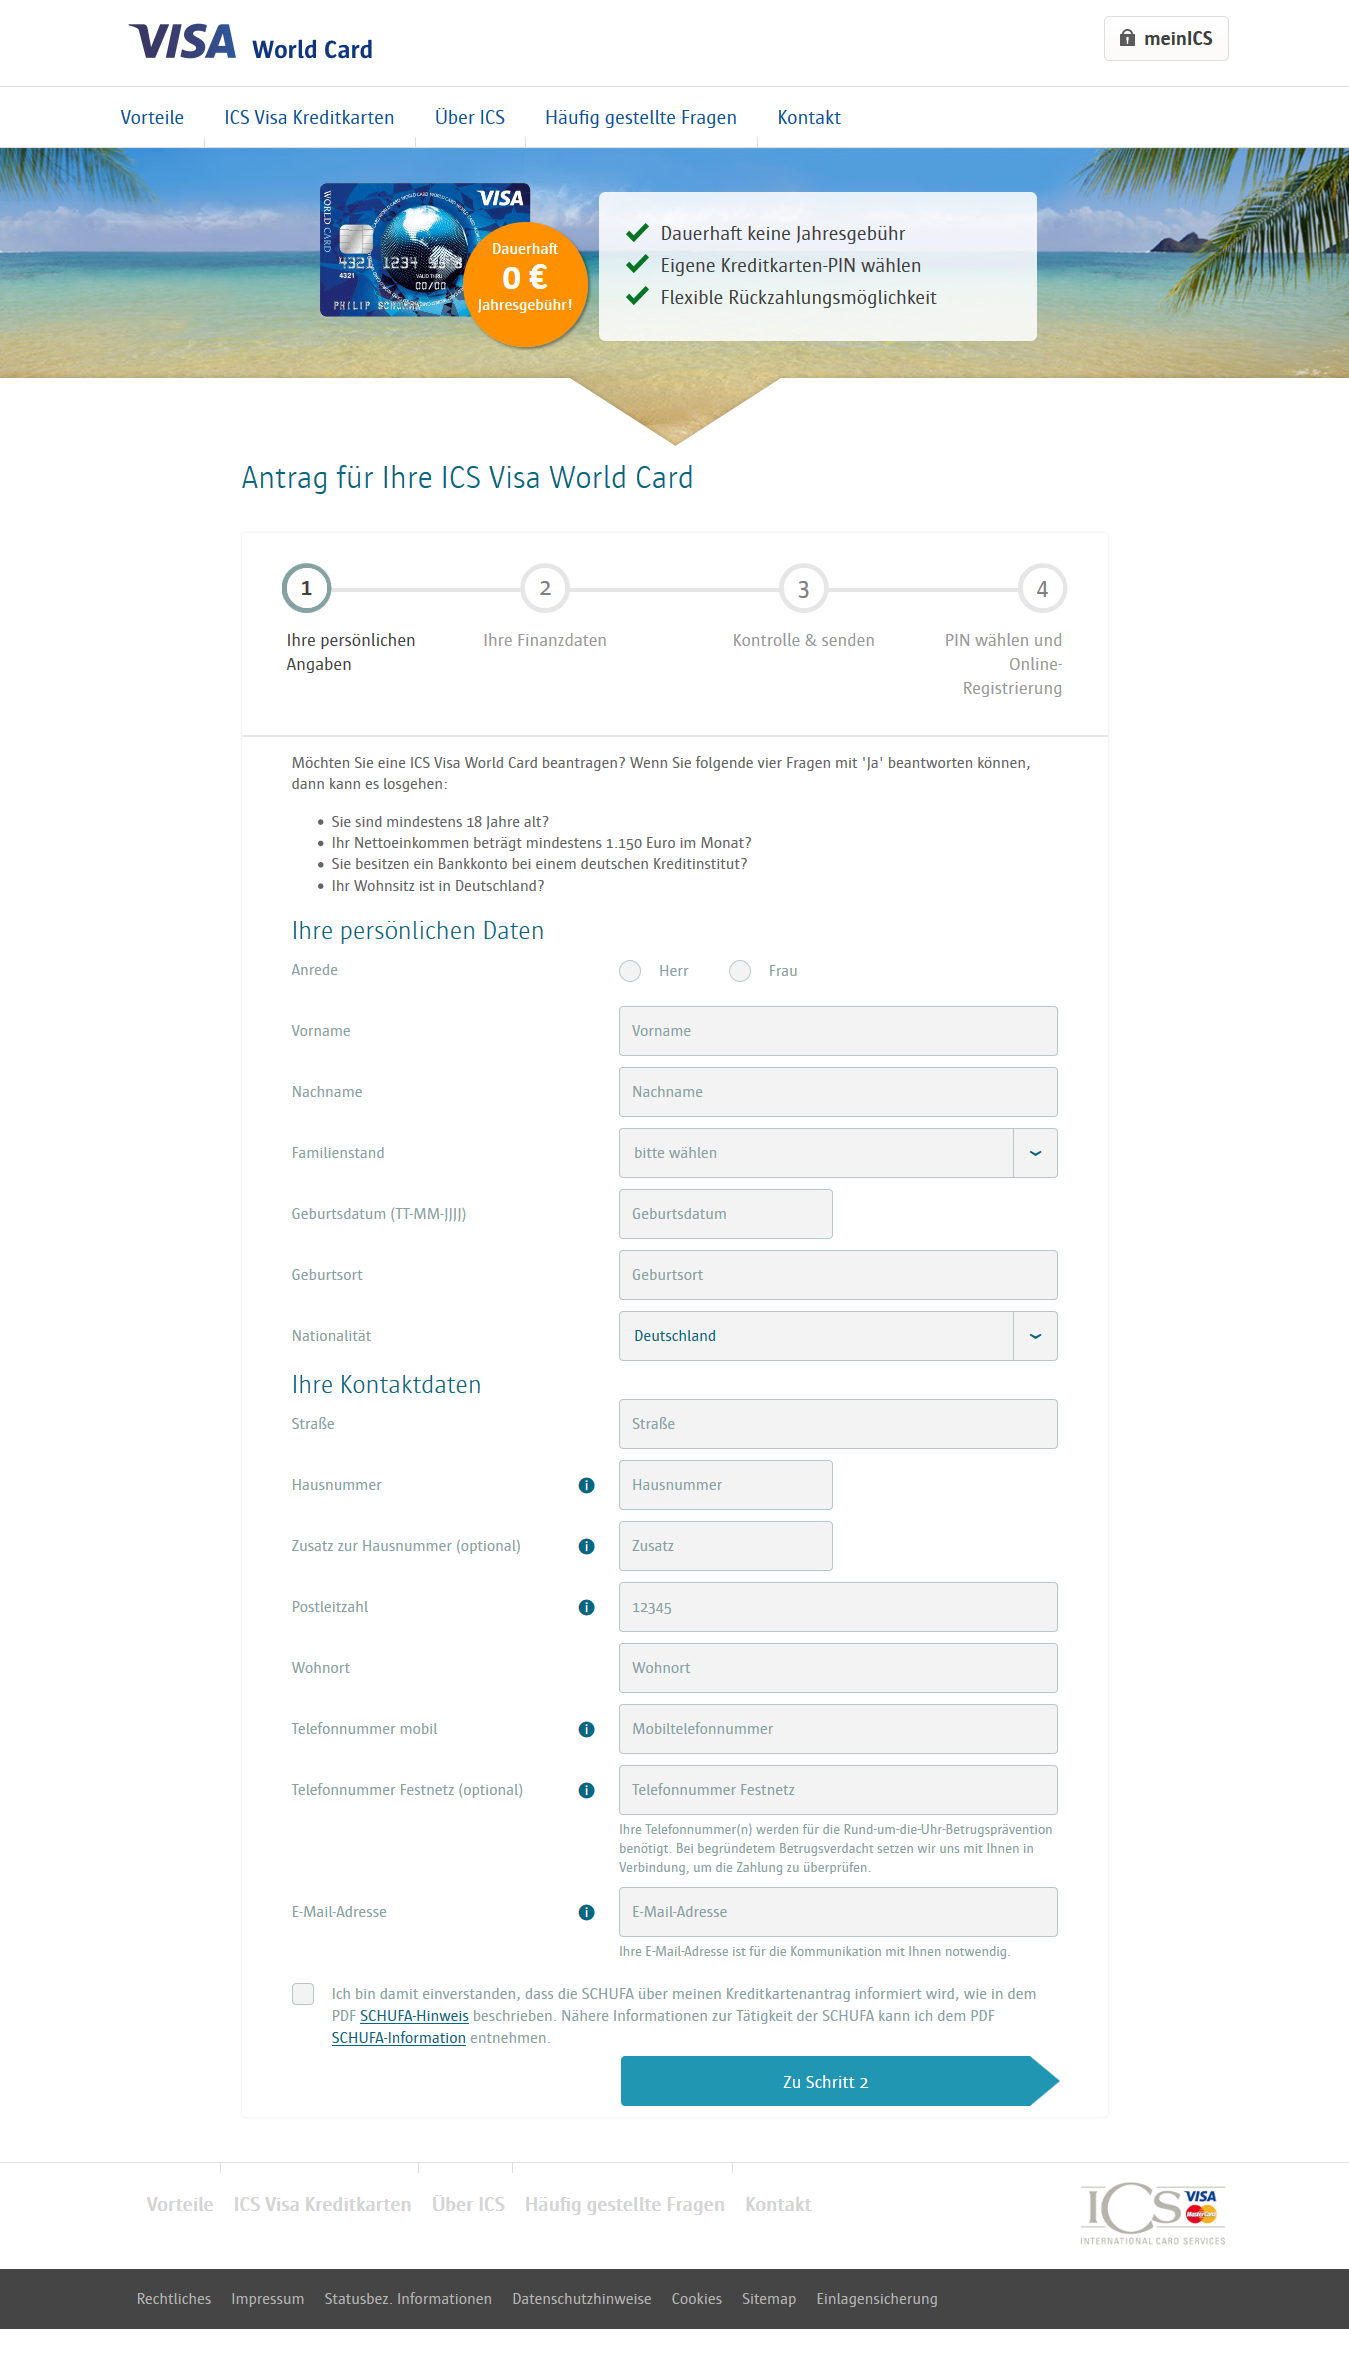 VISA World Card
meinICS
Vorteile
ICS Visa Kreditkarten
Über ICS
Häufig gestellte Fragen
Kontakt
WORLD CARD
VISA
4321 1234
4321
VALID THRU
00/00
PHILIP
Dauerhaft
0 €
Jahresgebühr!
Dauerhaft keine Jahresgebühr
Eigene Kreditkarten-PIN wählen
Flexible Rückzahlungsmöglichkeit
Antrag für Ihre ICS Visa World Card
1
2
3
4
Ihre persönlichen
Angaben
Ihre Finanzdaten
Kontrolle & senden
PIN wählen und
Online-
Registrierung
Möchten Sie eine ICS Visa World Card beantragen? Wenn Sie folgende vier Fragen mit 'Ja' beantworten können,
dann kann es losgehen:
Sie sind mindestens 18 Jahre alt?
Ihr Nettoeinkommen beträgt mindestens 1.150 Euro im Monat?
Sie besitzen ein Bankkonto bei einem deutschen Kreditinstitut?
Ihr Wohnsitz ist in Deutschland?
Ihre persönlichen Daten
Anrede
Herr
Frau
Vorname
Vorname
Nachname
Nachname
Familienstand
bitte wählen
Geburtsdatum (TT-MM-JJJJ)
Geburtsdatum
Geburtsort
Geburtsort
Nationalität
Deutschland
Ihre Kontaktdaten
Straße
Straße
Hausnummer
i
Hausnummer
Zusatz zur Hausnummer (optional)
i
Zusatz
Postleitzahl
i
12345
Wohnort
Wohnort
Telefonnummer mobil
i
Mobiltelefonnummer
Telefonnummer Festnetz (optional)
i
Telefonnummer Festnetz
Ihre Telefonnummer(n) werden für die Rund-um-die-Uhr-Betrugsprävention
benötigt. Bei begründetem Betrugsverdacht setzen wir uns mit Ihnen in
Verbindung, um die Zahlung zu überprüfen.
E-Mail-Adresse
i
E-Mail-Adresse
Ihre E-Mail-Adresse ist für die Kommunikation mit Ihnen notwendig.
Ich bin damit einverstanden, dass die SCHUFA über meinen Kreditkartenantrag informiert wird, wie in dem
PDF SCHUFA-Hinweis beschrieben. Nähere Informationen zur Tätigkeit der SCHUFA kann ich dem PDF
SCHUFA-Information entnehmen.
Zu Schritt 2
Vorteile
ICS Visa Kreditkarten
Über ICS
Häufig gestellte Fragen
Kontakt
ICS
VISA
MasterCard
INTERNATIONAL CARD SERVICES
Rechtliches
Impressum
Statusbez. Informationen
Datenschutzhinweise
Cookies
Sitemap
Einlagensicherung